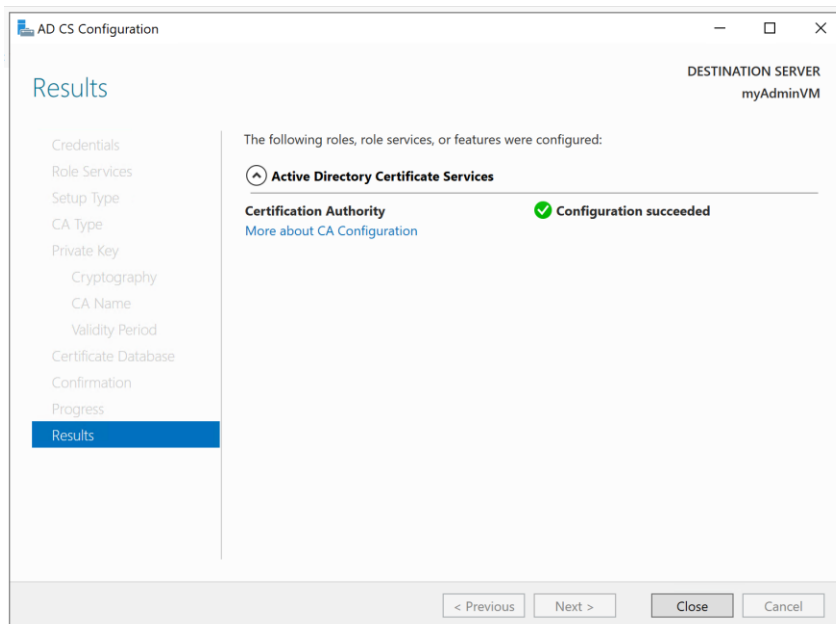 AD CS Configuration
Results
DESTINATION SERVER
myAdminVM
Credentials
Role Services
Setup Type
CA Type
Private Key
Cryptography
CA Name
Validity Period
Certificate Database
Confirmation
Progress
Results
The following roles, role services, or features were configured:
Active Directory Certificate Services
Certification Authority
Configuration succeeded
More about CA Configuration
< Previous
Next >
Close
Cancel